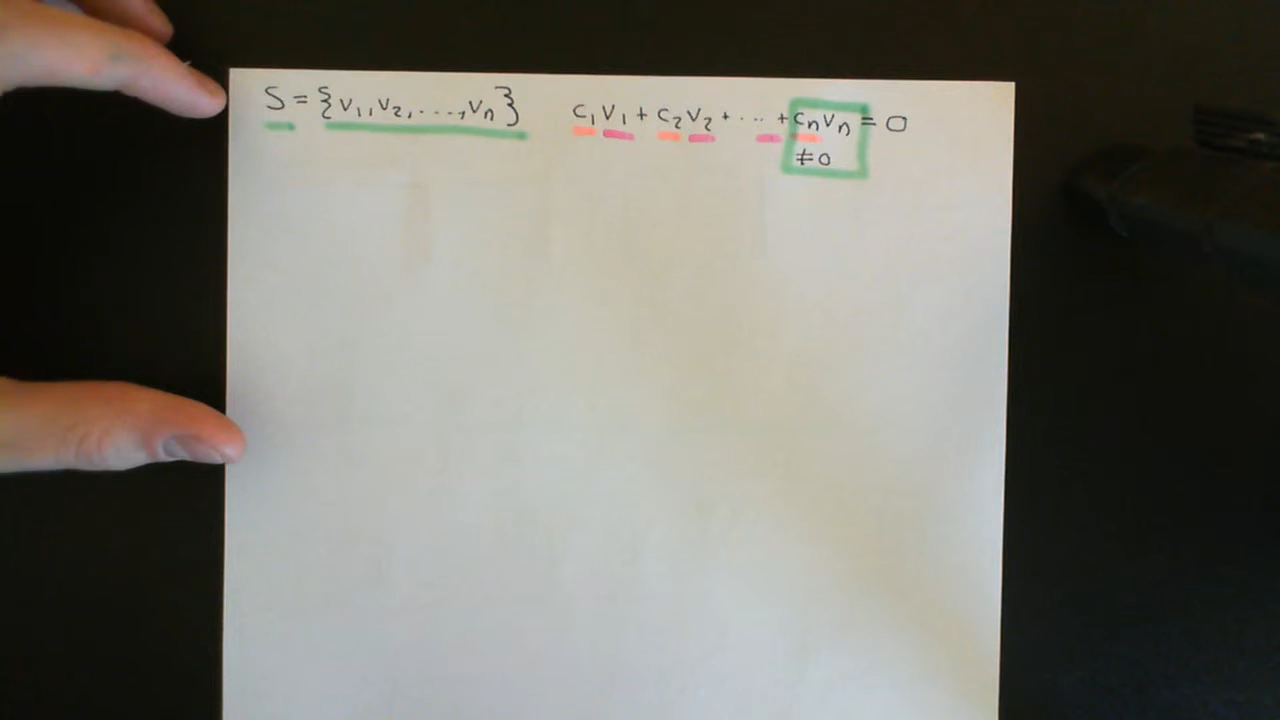 S = {v₁, v₂, ..., vₙ} c₁v₁ + c₂v₂ + ... + cₙvₙ = 0
≠0